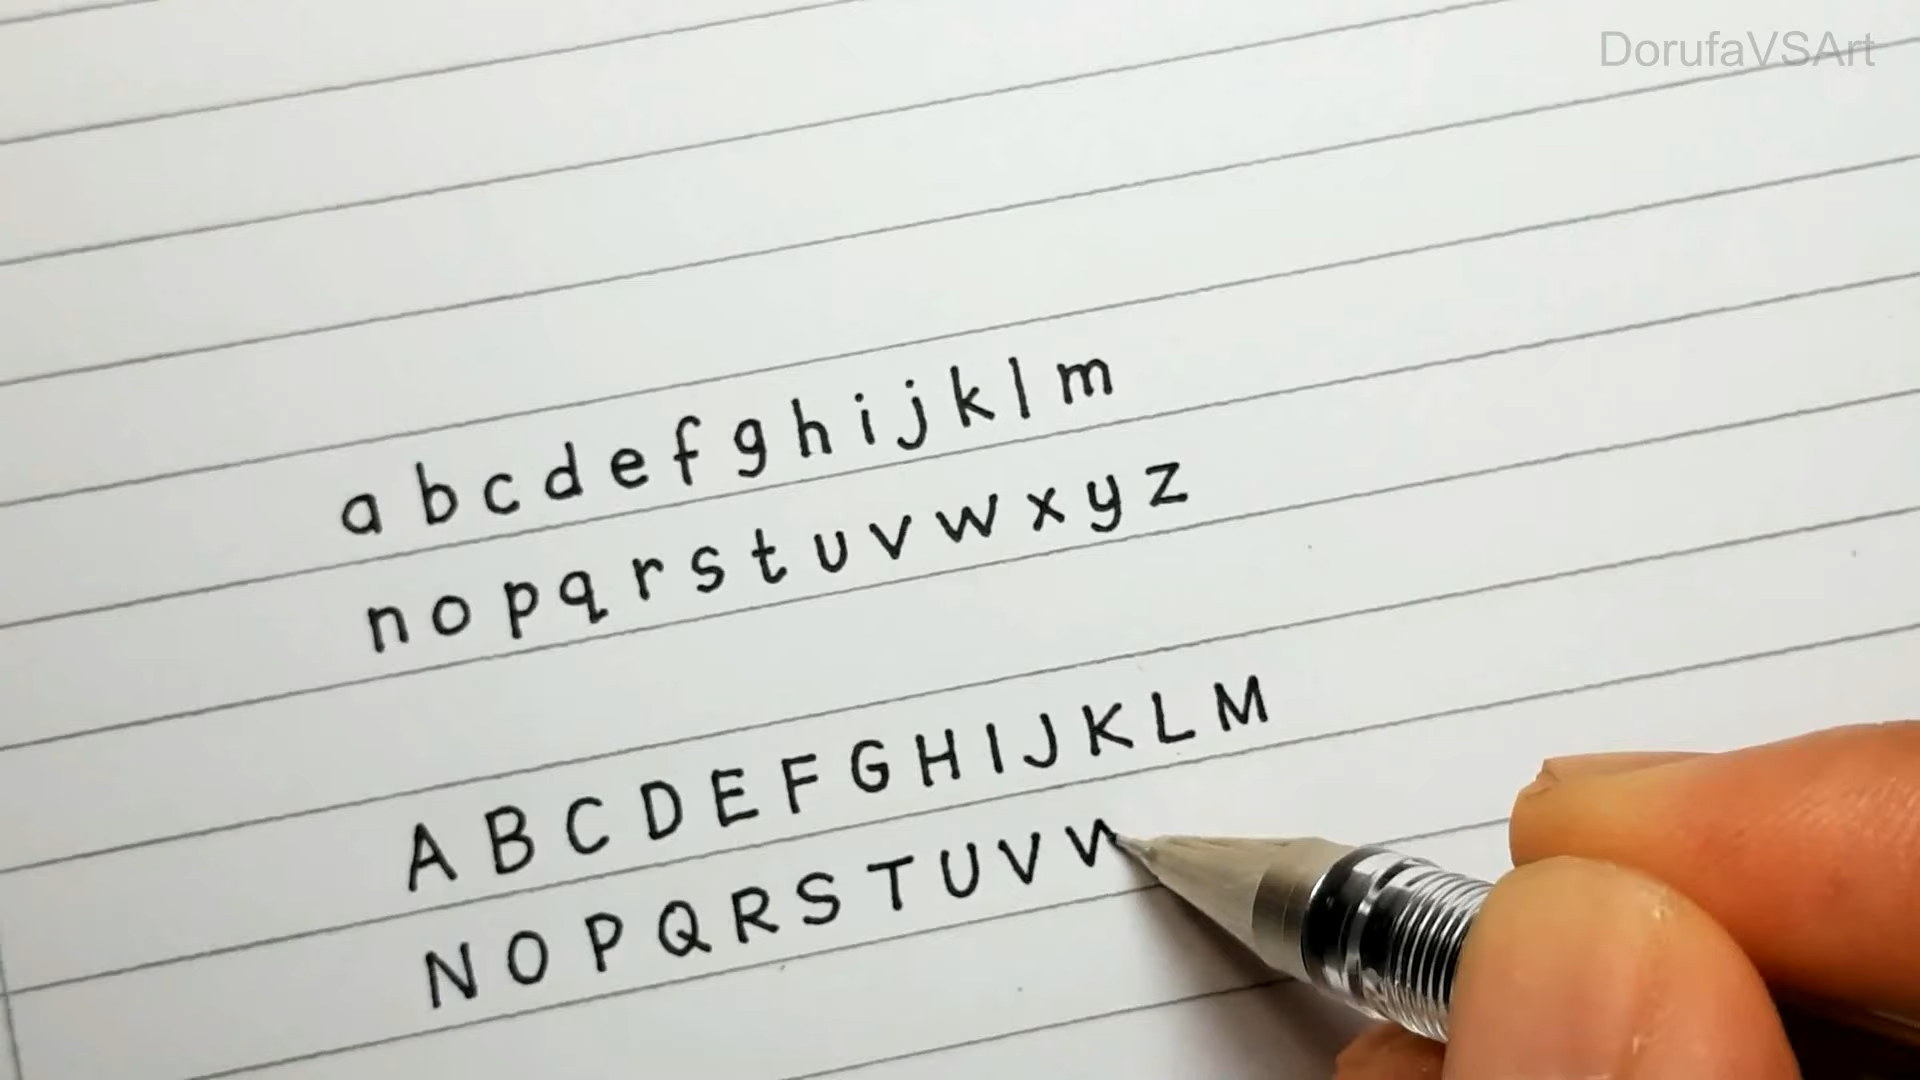 DorufaVSArt
a b c d e f g h i j k l m
n o p q r s t u v w x y z
A B C D E F G H I J K L M
N O P Q R S T U V W